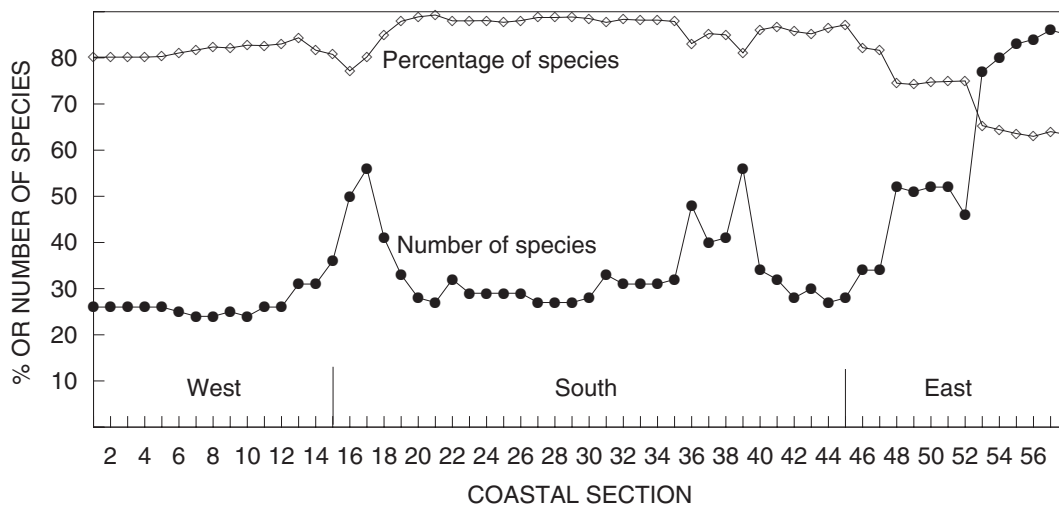 % OR NUMBER OF SPECIES
80
70
60
50
40
30
20
10
Percentage of species
Number of species
West
South
East
2 4 6 8 10 12 14 16 18 20 22 24 26 28 30 32 34 36 38 40 42 44 46 48 50 52 54 56
COASTAL SECTION